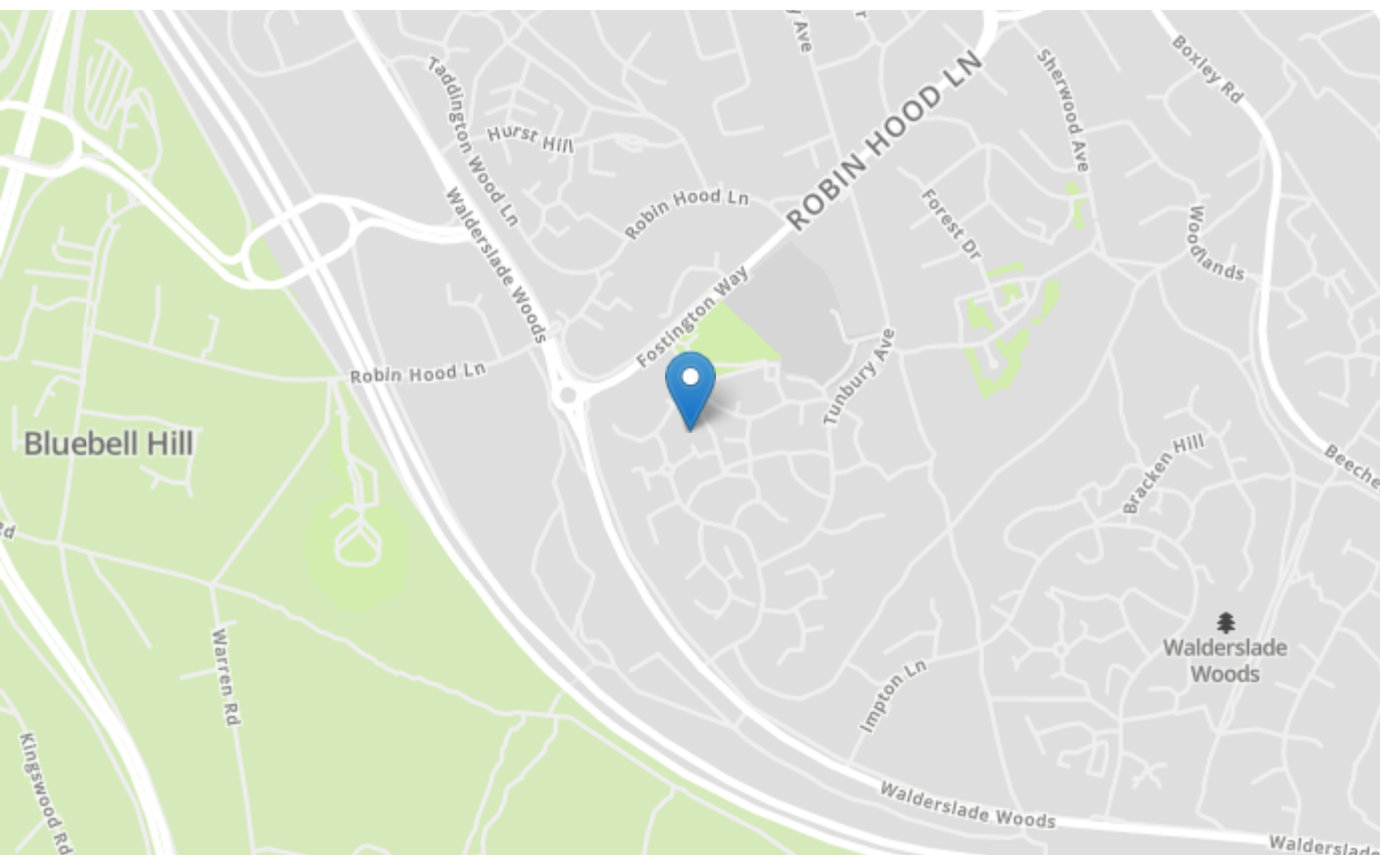 Ave
Boxley Rd
Taddington Wood Ln
Sherwood Ave
ROBIN HOOD LN
Hurst Hill
Robin Hood Ln
Walderslade Woods
Forest Dr
Woodlands
Fostington Way
Robin Hood Ln
Tunbury Ave
Bluebell Hill
Bracken Hill
Beeche
Rd
Walderslade
Woods
Warren Rd
Impton Ln
Kingswood Rd
Walderslade Woods
Walderslade